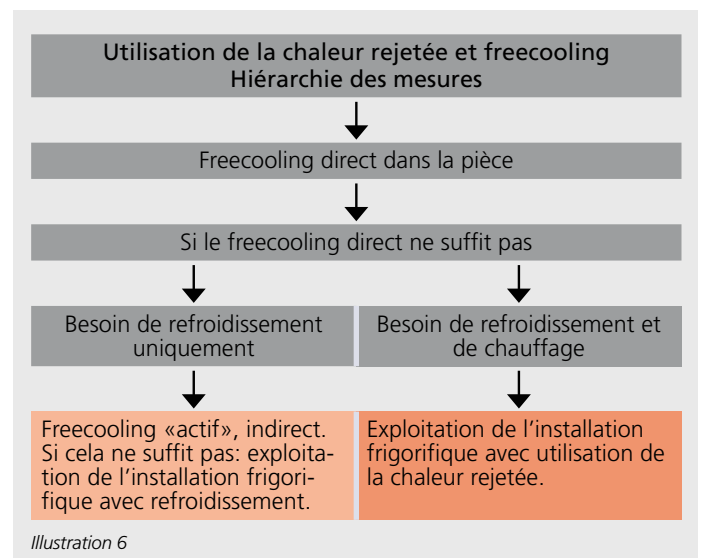 Utilisation de la chaleur rejetée et freecooling
Hiérarchie des mesures
Freecooling direct dans la pièce
Si le freecooling direct ne suffit pas
Besoin de refroidissement
uniquement
Besoin de refroidissement et
de chauffage
Freecooling «actif», indirect.
Si cela ne suffit pas: exploita-
tion de l’installation frigori-
fique avec refroidissement.
Exploitation de l’installation
frigorifique avec utilisation de
la chaleur rejetée.
Illustration 6